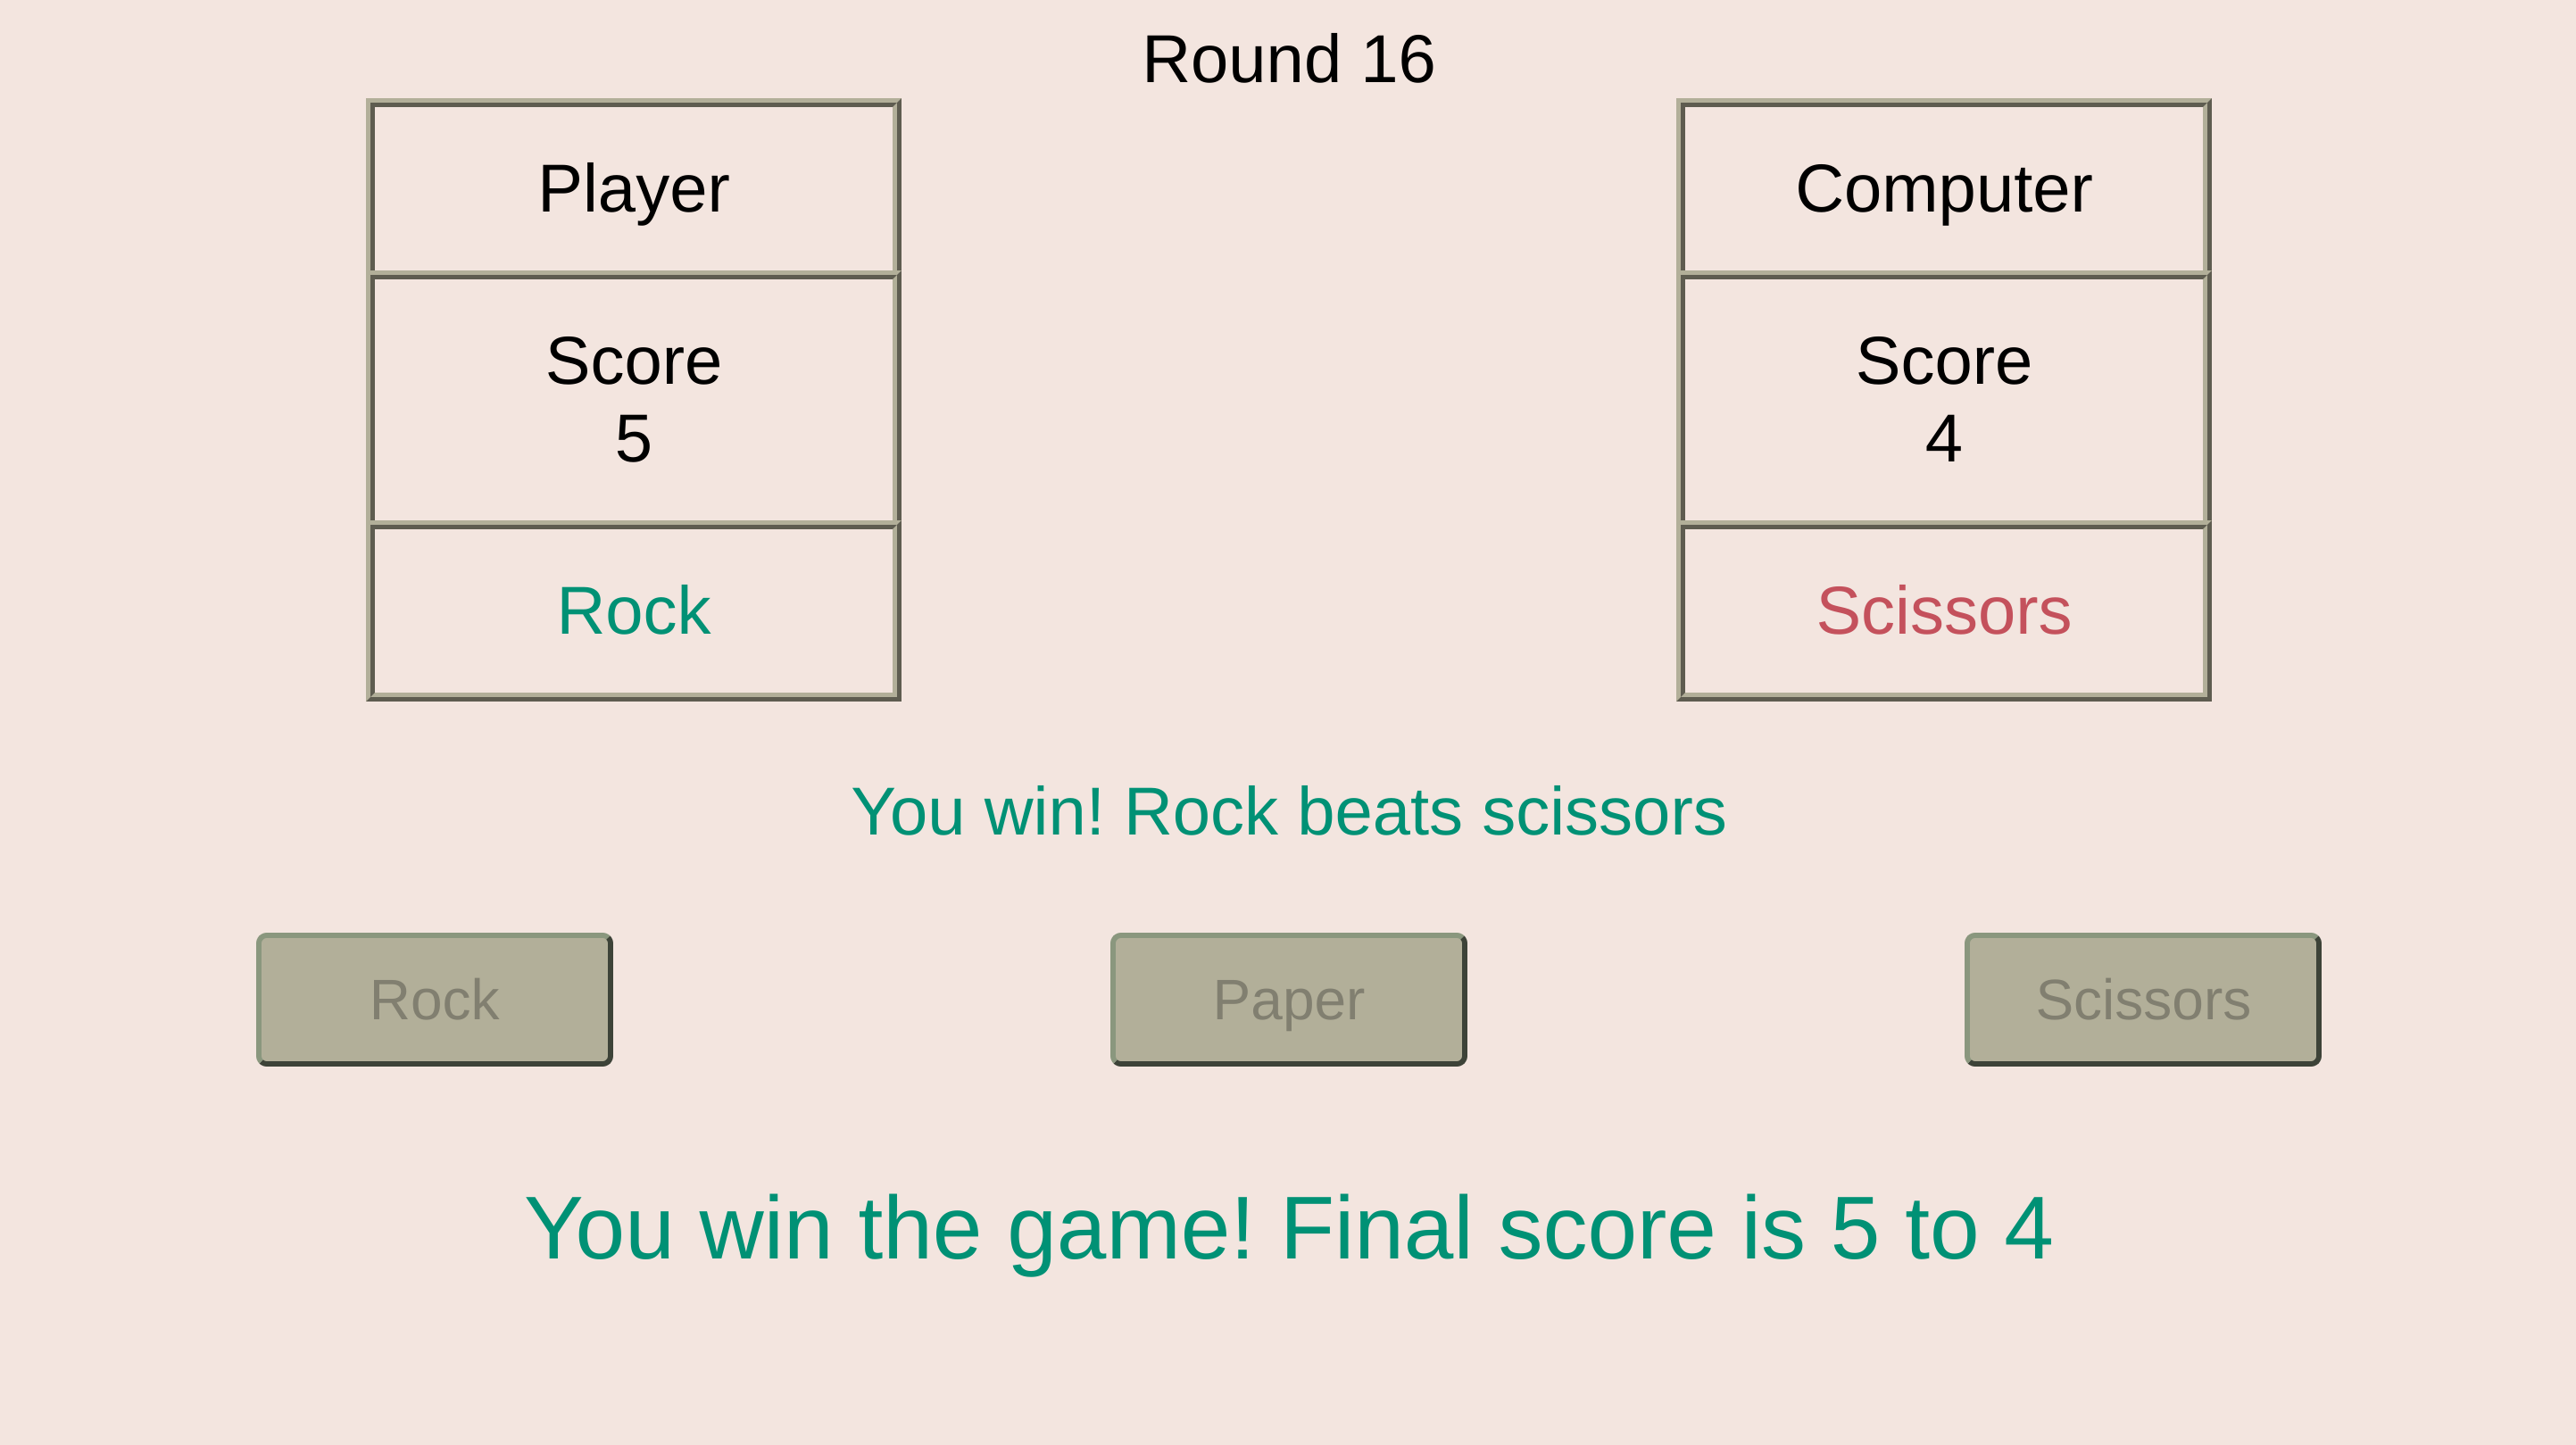 Round 16
Player
Score
5
Rock
Computer
Score
4
Scissors
You win! Rock beats scissors
Rock
Paper
Scissors
You win the game! Final score is 5 to 4